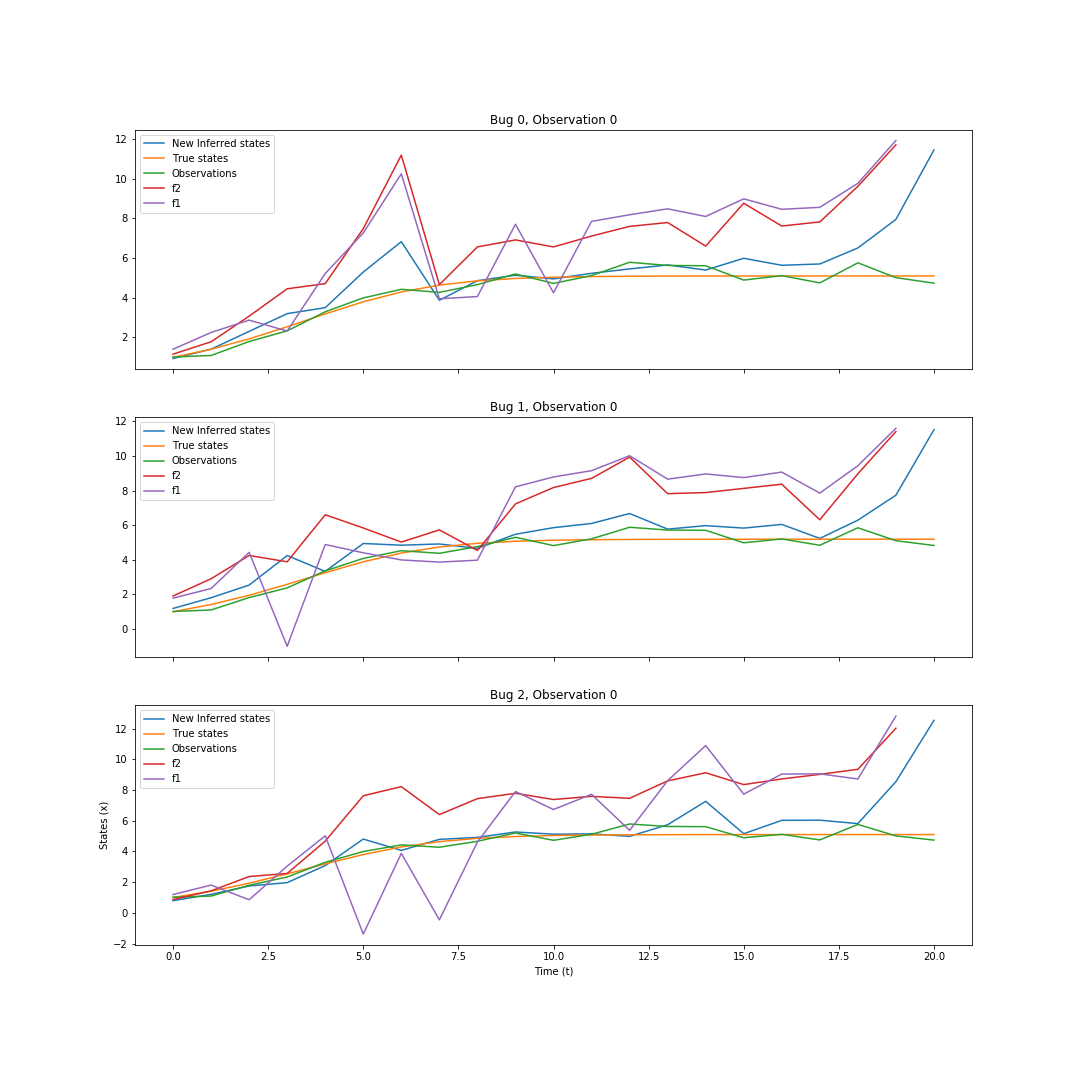 Bug 0, Observation 0
12
10
8
6
4
2
New Inferred states
True states
Observations
f2
f1
Bug 1, Observation 0
12
10
8
6
4
2
0
New Inferred states
True states
Observations
f2
f1
Bug 2, Observation 0
States (x)
12
10
8
6
4
2
0
−2
New Inferred states
True states
Observations
f2
f1
0.0 2.5 5.0 7.5 10.0 12.5 15.0 17.5 20.0
Time (t)